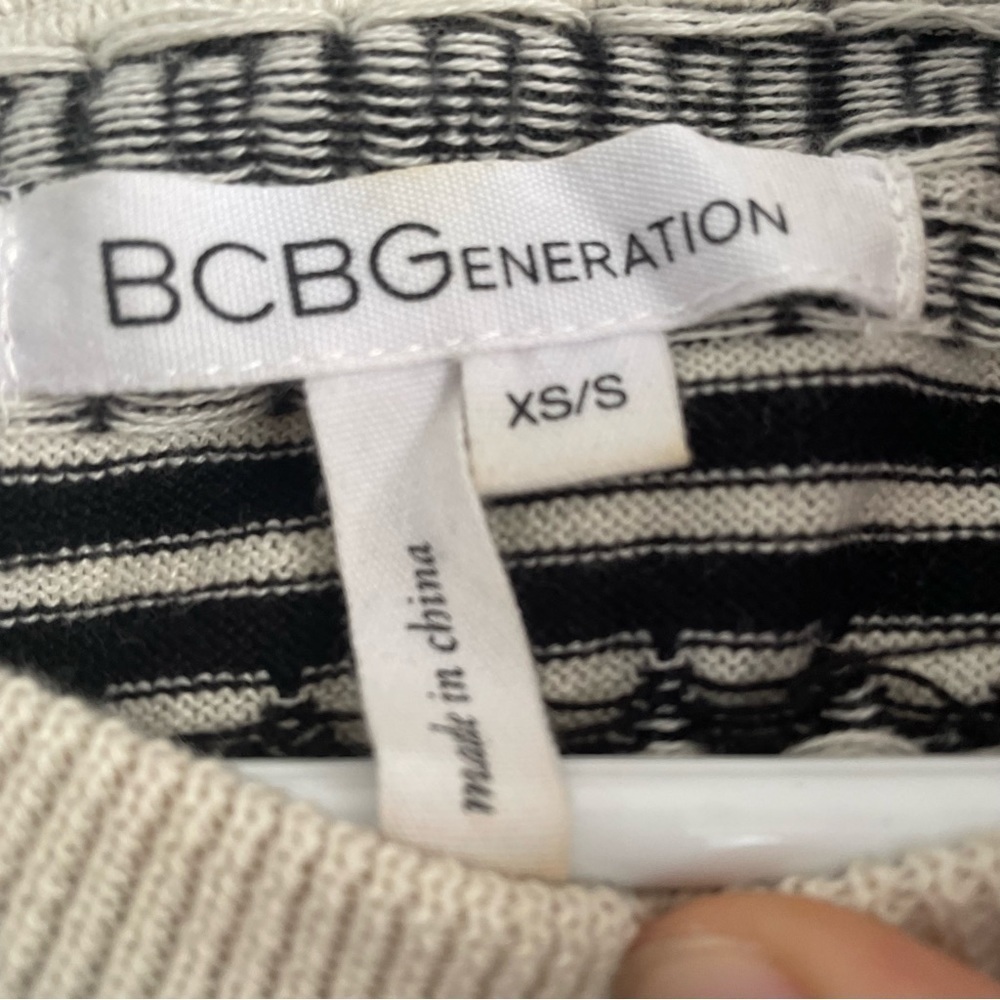 BCBGENERATION
XS/S
made in china